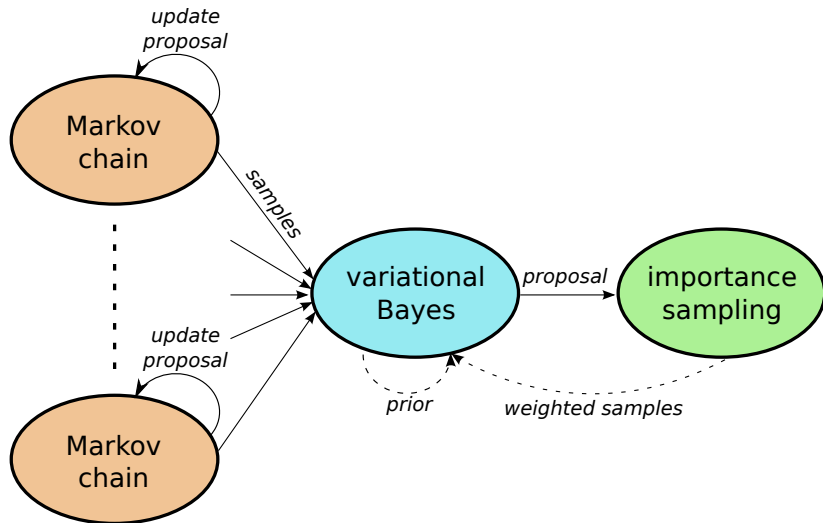 update
proposal
Markov
chain
samples
variational
Bayes
proposal
importance
sampling
update
proposal
prior
weighted samples
Markov
chain